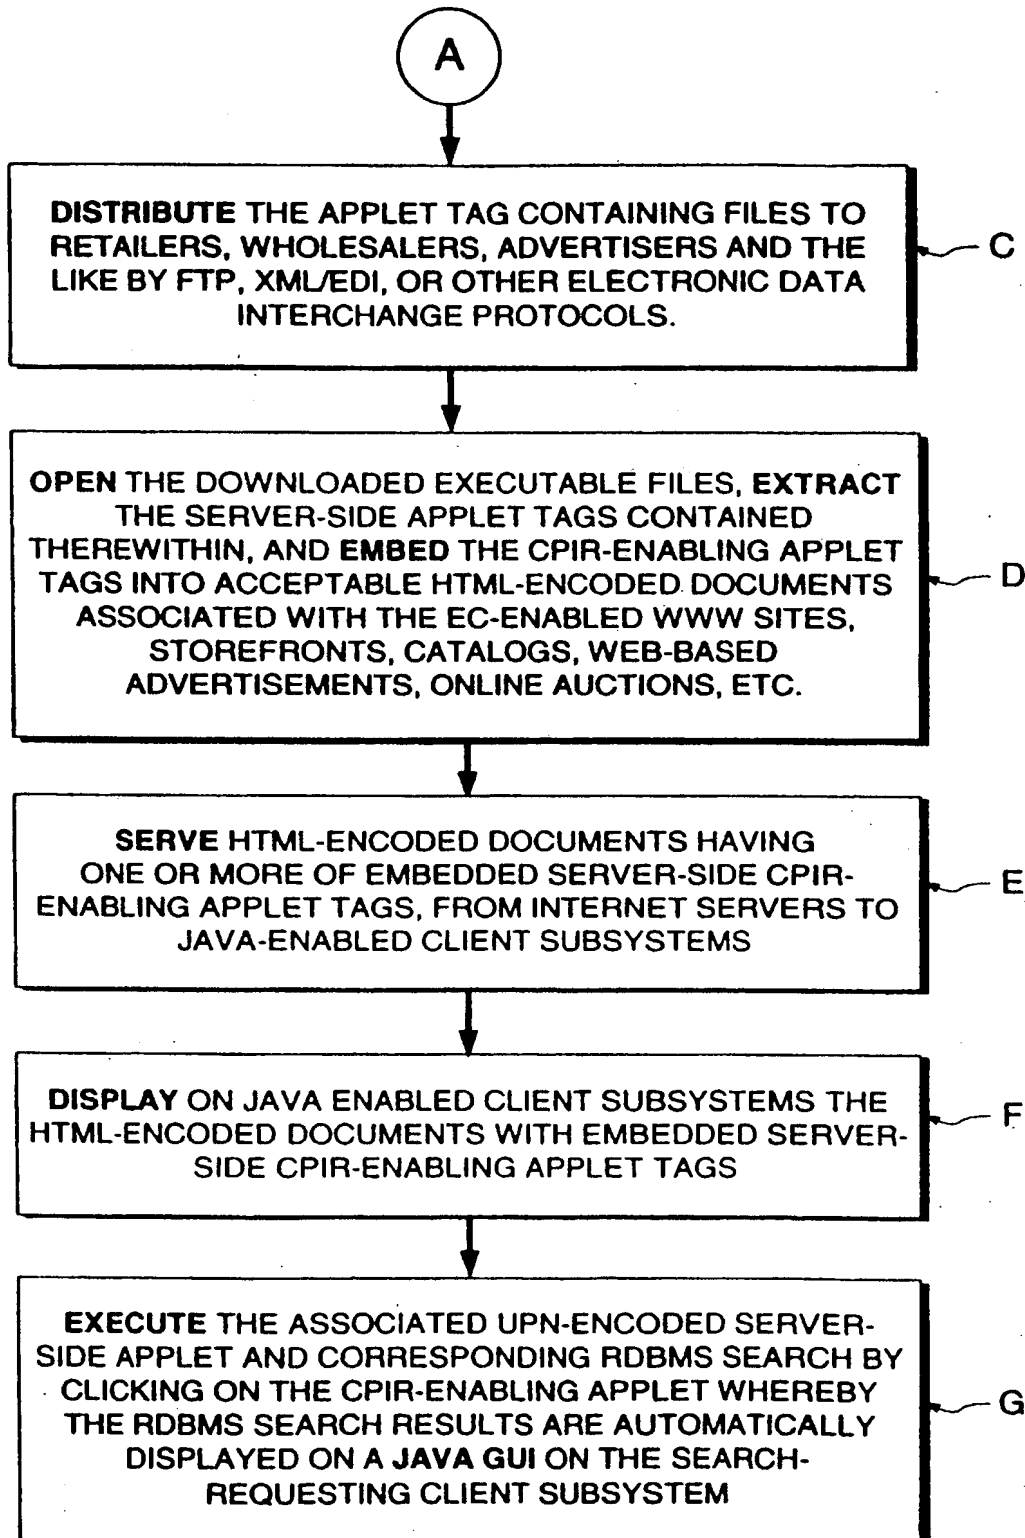 A
DISTRIBUTE THE APPLET TAG CONTAINING FILES TO
RETAILERS, WHOLESALERS, ADVERTISERS AND THE
LIKE BY FTP, XML/EDI, OR OTHER ELECTRONIC DATA
INTERCHANGE PROTOCOLS.
C
OPEN THE DOWNLOADED EXECUTABLE FILES, EXTRACT
THE SERVER-SIDE APPLET TAGS CONTAINED
THEREWITHIN, AND EMBED THE CPIR-ENABLING APPLET
TAGS INTO ACCEPTABLE HTML-ENCODED DOCUMENTS
ASSOCIATED WITH THE EC-ENABLED WWW SITES,
STOREFRONTS, CATALOGS, WEB-BASED
ADVERTISEMENTS, ONLINE AUCTIONS, ETC.
D
SERVE HTML-ENCODED DOCUMENTS HAVING
ONE OR MORE OF EMBEDDED SERVER-SIDE CPIR-
ENABLING APPLET TAGS, FROM INTERNET SERVERS TO
JAVA-ENABLED CLIENT SUBSYSTEMS
E
DISPLAY ON JAVA ENABLED CLIENT SUBSYSTEMS THE
HTML-ENCODED DOCUMENTS WITH EMBEDDED SERVER-
SIDE CPIR-ENABLING APPLET TAGS
F
EXECUTE THE ASSOCIATED UPN-ENCODED SERVER-
SIDE APPLET AND CORRESPONDING RDBMS SEARCH BY
CLICKING ON THE CPIR-ENABLING APPLET WHEREBY
THE RDBMS SEARCH RESULTS ARE AUTOMATICALLY
DISPLAYED ON A JAVA GUI ON THE SEARCH-
REQUESTING CLIENT SUBSYSTEM
G